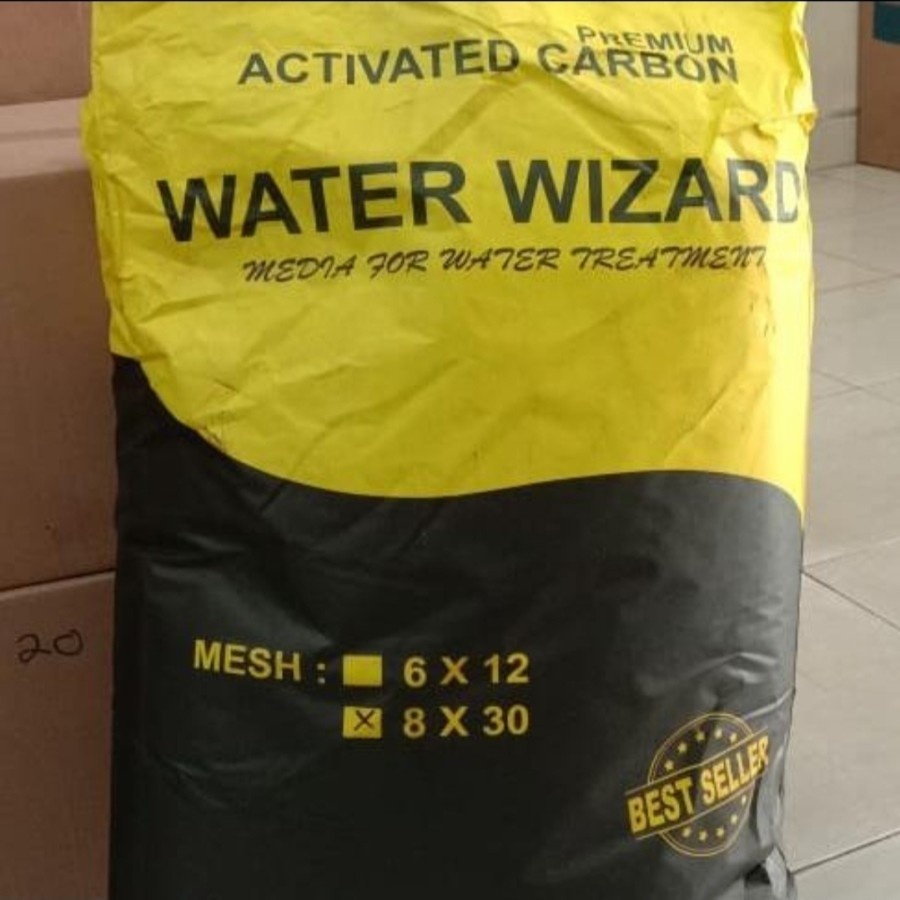 PREMIUM
ACTIVATED CARBON
WATER WIZARD
MEDIA FOR WATER TREATMENT
MESH : 6 X 12
8 X 30
BEST SELLER
20